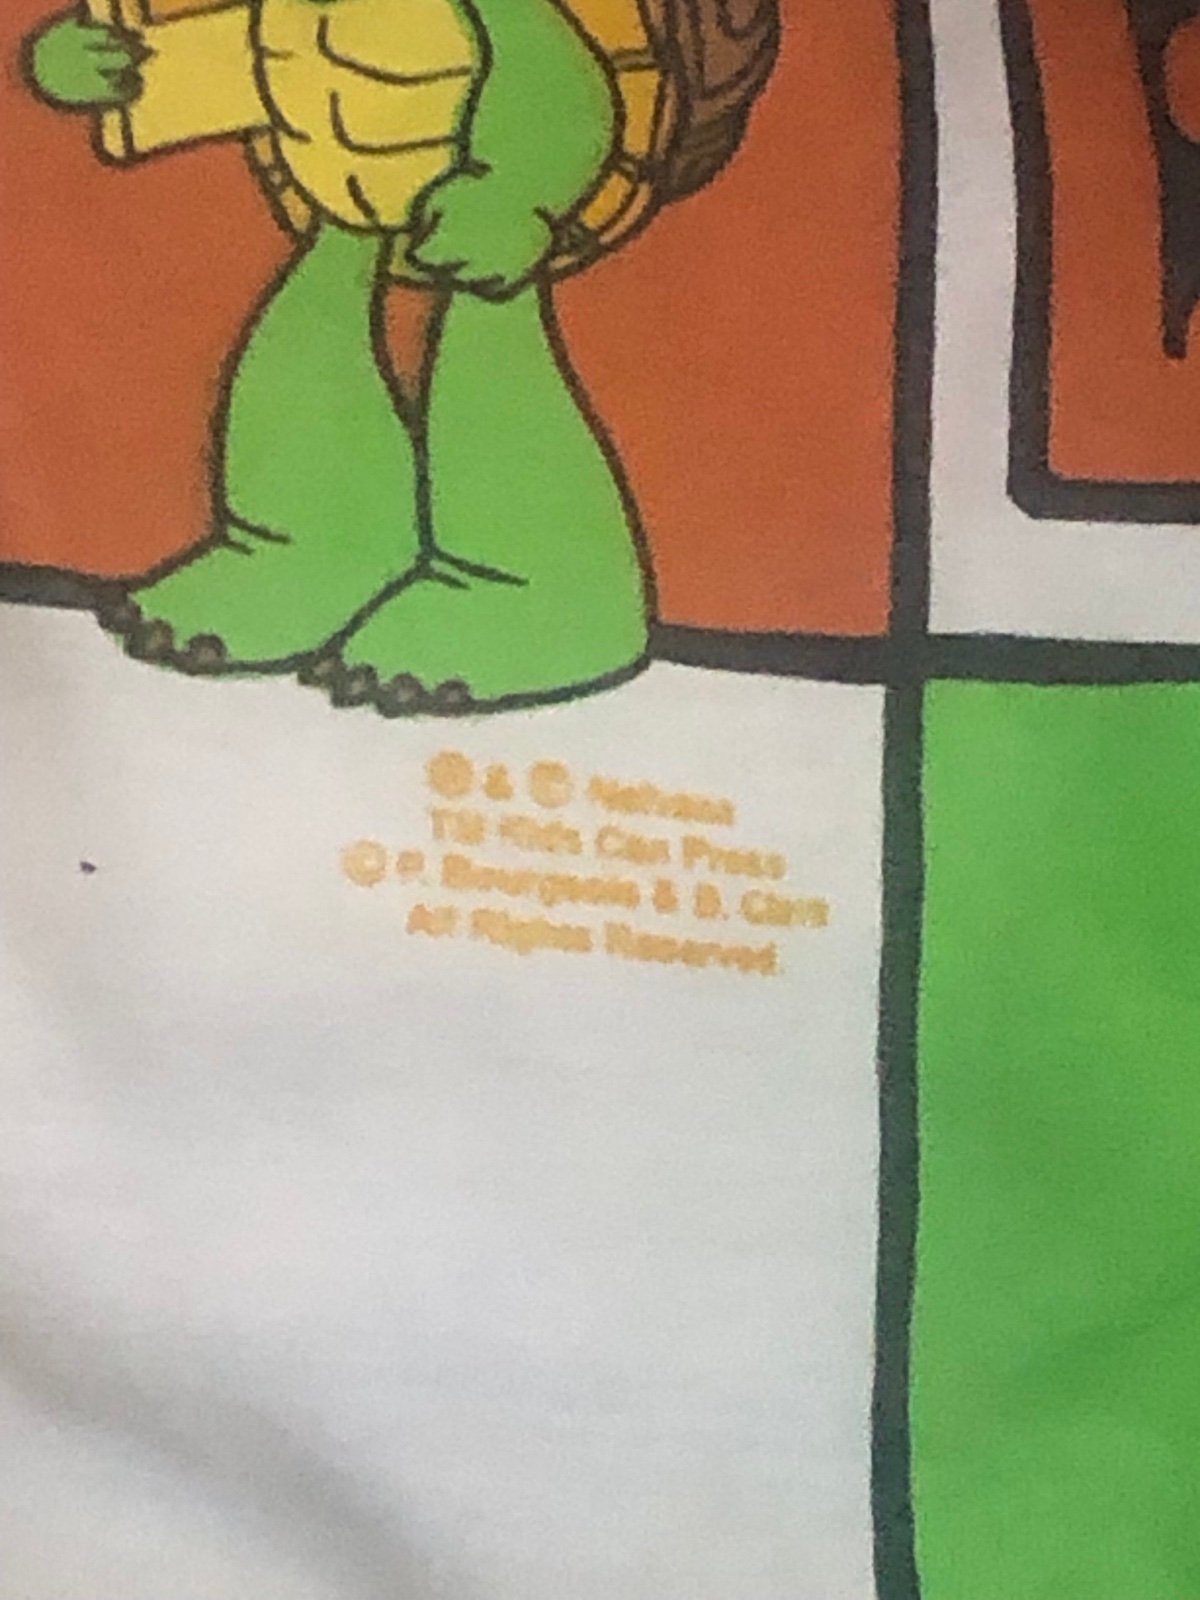 Ⓡ & Ⓒ Nelvana
TM Kids Can Press
© P. Bourgeois & B. Clark
All Rights Reserved